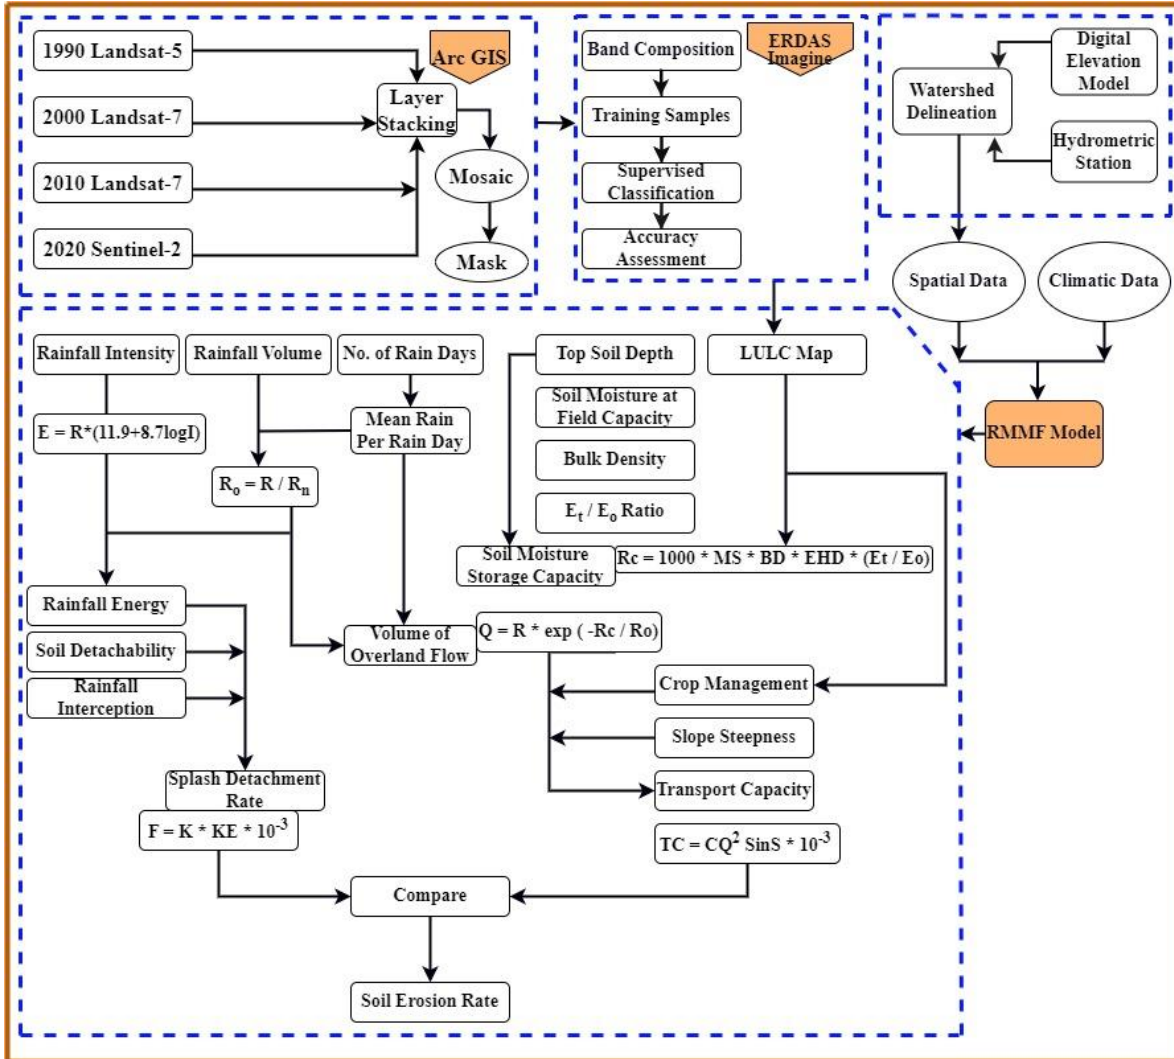 1990 Landsat-5
2000 Landsat-7
2010 Landsat-7
2020 Sentinel-2
Arc GIS
Layer
Stacking
Mosaic
Mask
Band Composition
Training Samples
Supervised
Classification
Accuracy
Assessment
ERDAS
Imagine
Watershed
Delineation
Digital
Elevation
Model
Hydrometric
Station
Spatial Data
Climatic Data
RMMF Model
Rainfall Intensity
Rainfall Volume
No. of Rain Days
E = R*(11.9+8.7logI)
Mean Rain
Per Rain Day
Rₒ = R / Rₙ
Top Soil Depth
Soil Moisture at
Field Capacity
Bulk Density
Eₜ / Eₒ Ratio
Soil Moisture
Storage Capacity
LULC Map
Rc = 1000 * MS * BD * EHD * (Et / Eo)
Rainfall Energy
Soil Detachability
Rainfall
Interception
Volume of
Overland Flow
Q = R * exp ( -Rc / Ro)
Crop Management
Slope Steepness
Transport Capacity
TC = CQ² SinS * 10⁻³
Splash Detachment
Rate
F = K * KE * 10⁻³
Compare
Soil Erosion Rate